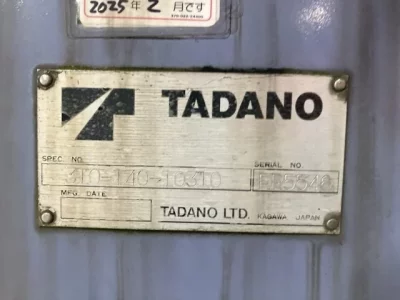 2025年 2月です
TADANO
SPEC. NO.
SERIAL NO.
MFG. DATE
TADANO LTD. KAGAWA JAPAN